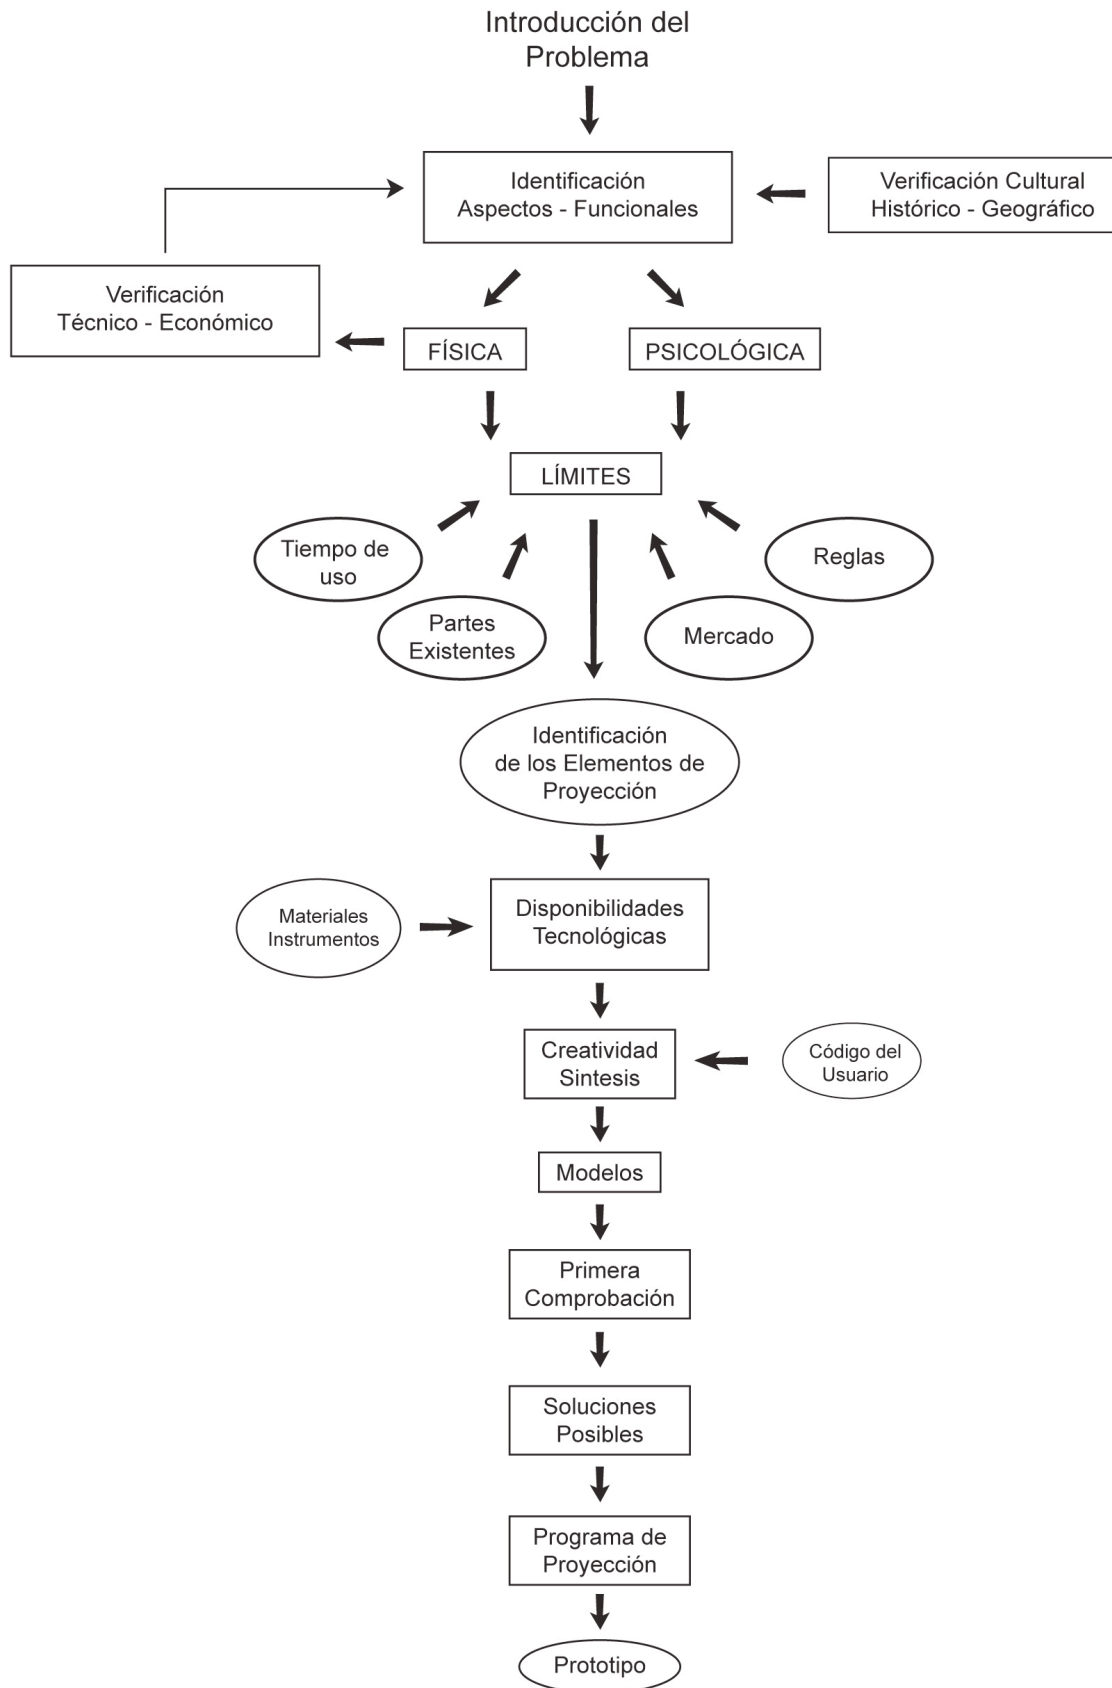 Introducción del
Problema
Identificación
Aspectos - Funcionales
Verificación Cultural
Histórico - Geográfico
Verificación
Técnico - Económico
FÍSICA
PSICOLÓGICA
LÍMITES
Tiempo de
uso
Partes
Existentes
Mercado
Reglas
Identificación
de los Elementos de
Proyección
Materiales
Instrumentos
Disponibilidades
Tecnológicas
Creatividad
Sintesis
Código del
Usuario
Modelos
Primera
Comprobación
Soluciones
Posibles
Programa de
Proyección
Prototipo